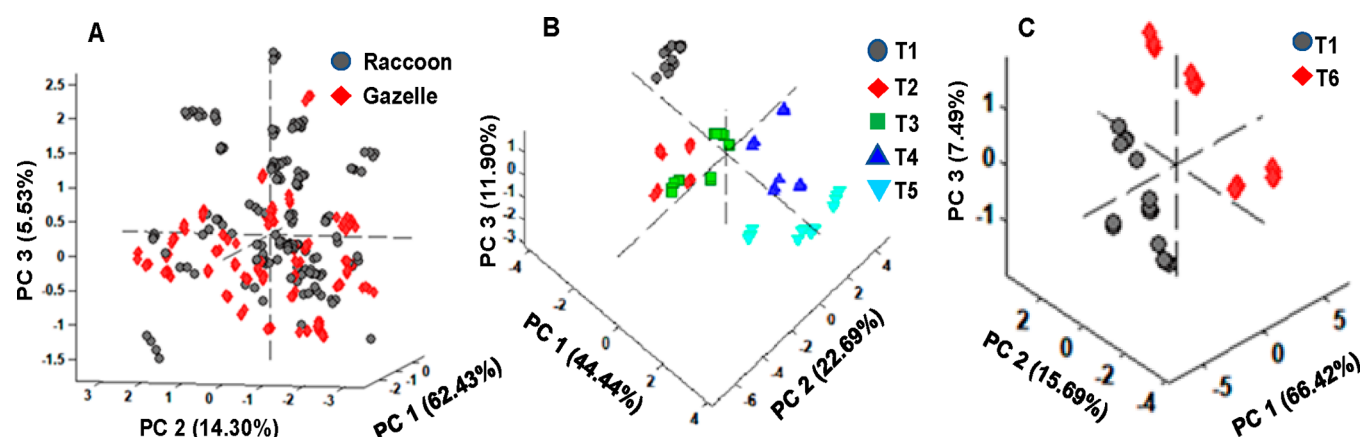 A
Raccoon
Gazelle
PC 3 (5.53%)
2.5
2
1.5
1
0.5
0
-0.5
-1
-1.5
3
2
1
0
-1
-2
-3
PC 2 (14.30%)
-2
-1
0
PC 1 (62.43%)
B
T1
T2
T3
T4
T5
PC 3 (11.90%)
1
0
-1
-2
-3
-4
-2
0
2
4
PC 1 (44.44%)
-6
-4
-2
0
2
4
PC 2 (22.69%)
C
T1
T6
PC 3 (7.49%)
1
0
-1
2
0
-2
-4
PC 2 (15.69%)
-5
0
5
PC 1 (66.42%)